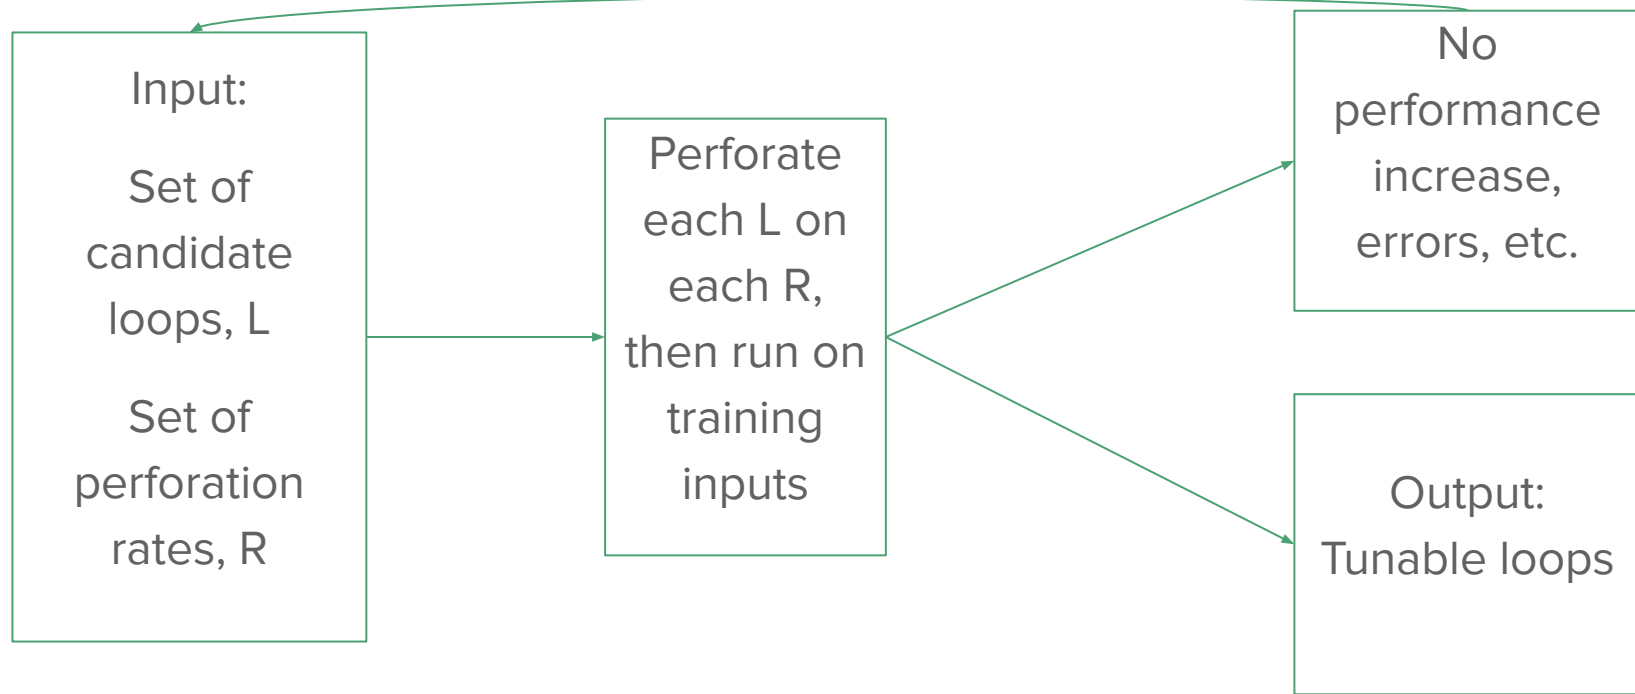 Input:
Set of
candidate
loops, L
Set of
perforation
rates, R
Perforate
each L on
each R,
then run on
training
inputs
No
performance
increase,
errors, etc.
Output:
Tunable loops